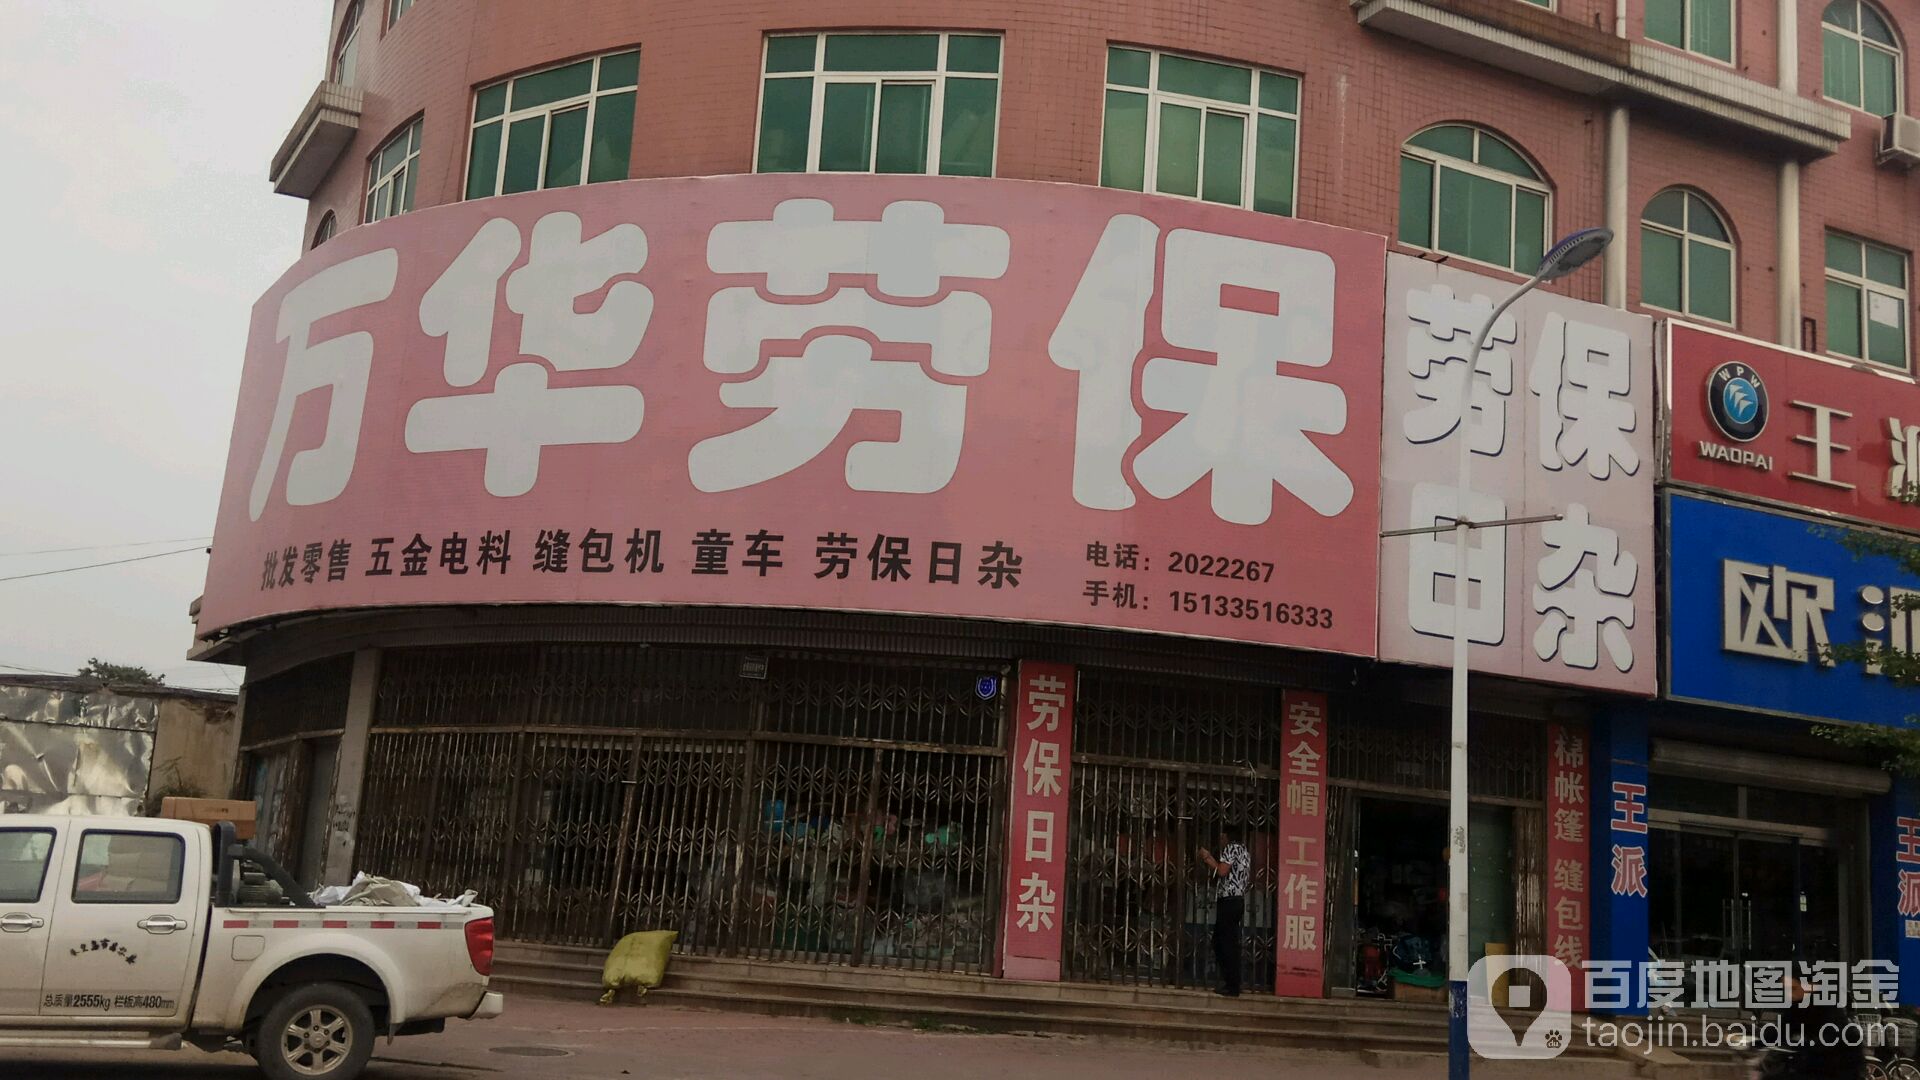 万华劳保
批发零售 五金电料 缝包机 童车 劳保日杂
电话：2022267
手机：15133516333
劳保
日杂
WPW
WAOPAI
王派
欧派
劳保日杂
安全帽 工作服
棉帐篷 缝包线
王派
王派
总质量2555kg 栏板高480mm
百度地图淘金
taojin.baidu.com